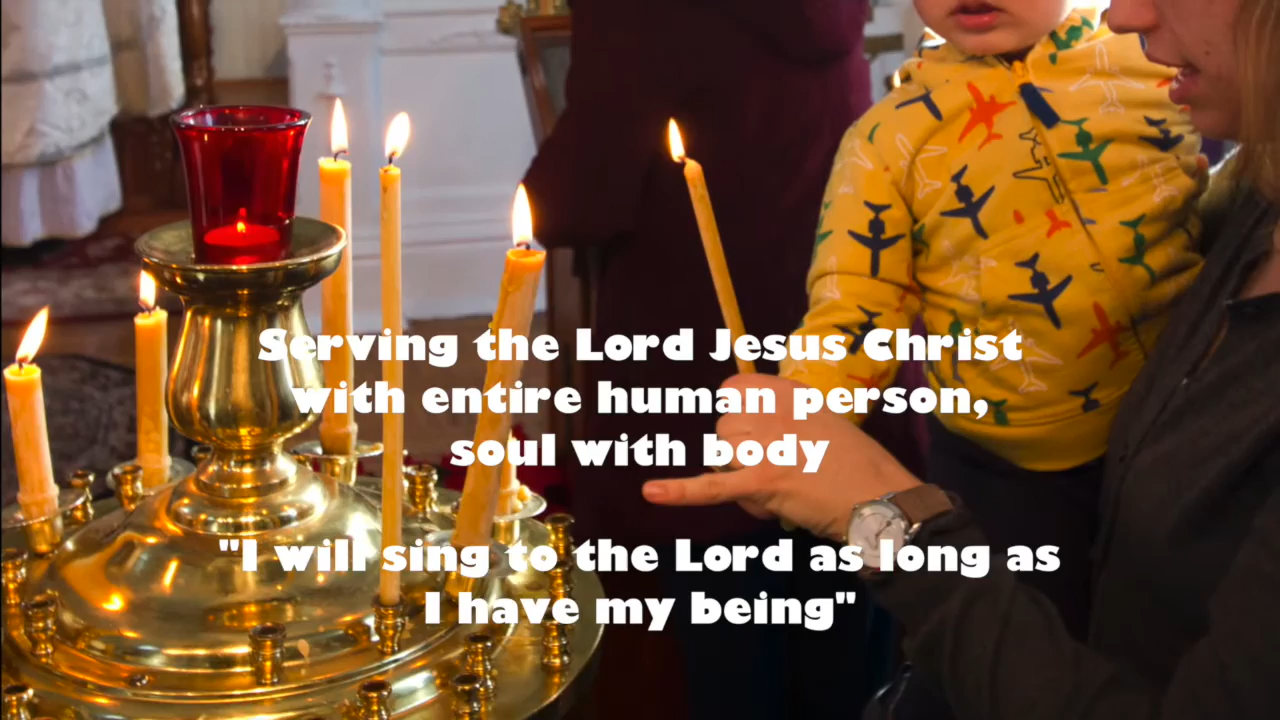 Serving the Lord Jesus Christ
with entire human person,
soul with body
"I will sing to the Lord as long as
I have my being"